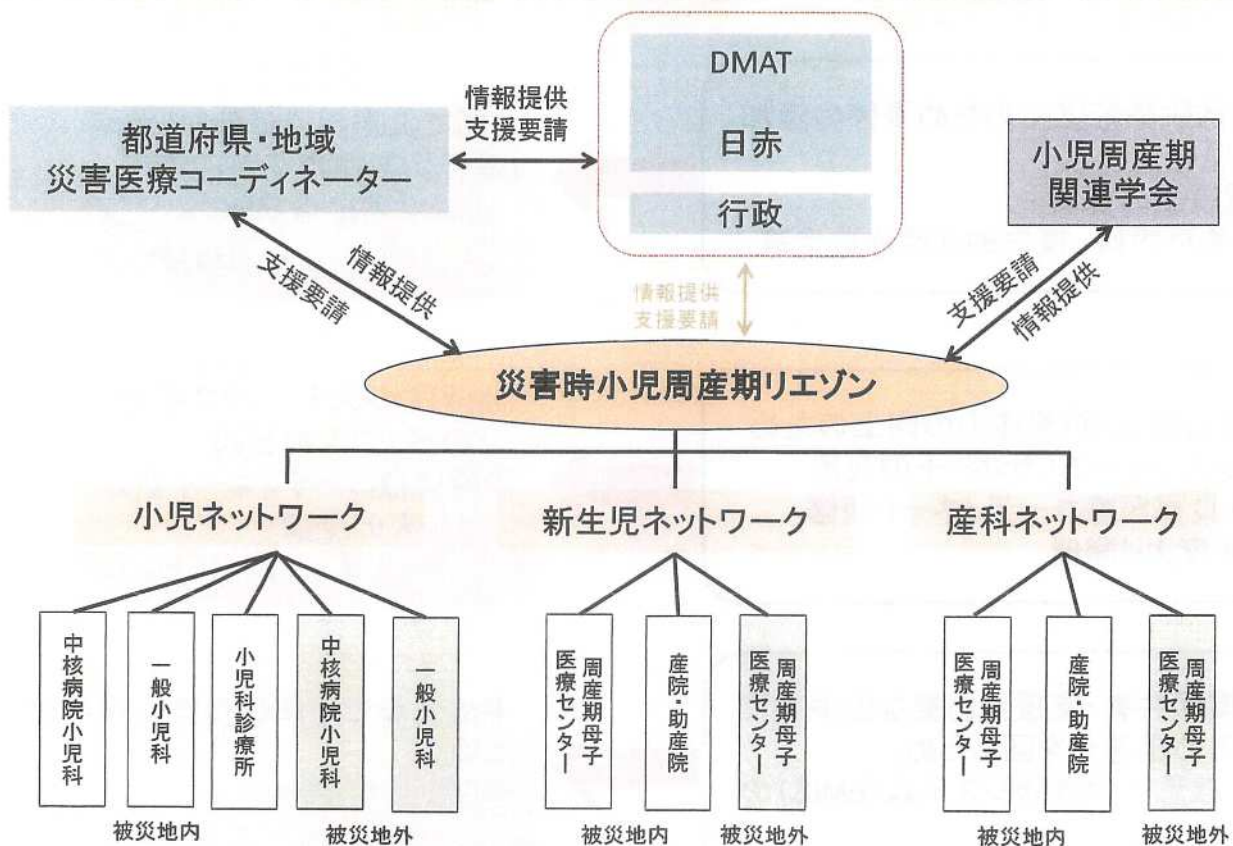 DMAT
日赤
行政
情報提供
支援要請
都道府県・地域
災害医療コーディネーター
小児周産期
関連学会
支援要請
情報提供
情報提供
支援要請
支援要請
情報提供
災害時小児周産期リエゾン
小児ネットワーク
新生児ネットワーク
産科ネットワーク
中核病院小児科
一般小児科
小児科診療所
中核病院小児科
一般小児科
周産期母子
医療センター
産院・助産院
周産期母子
医療センター
周産期母子
医療センター
産院・助産院
周産期母子
医療センター
被災地内
被災地外
被災地内
被災地外
被災地内
被災地外